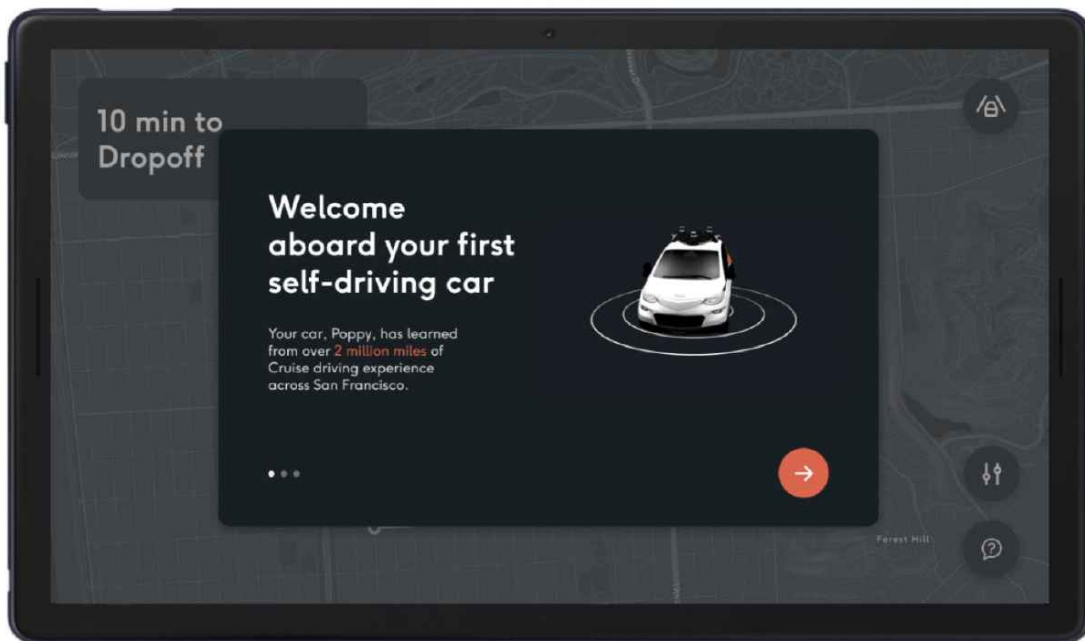 10 min to
Dropoff
Welcome
aboard your first
self-driving car
Your car, Poppy, has learned
from over 2 million miles of
Cruise driving experience
across San Francisco.
Forest Hill